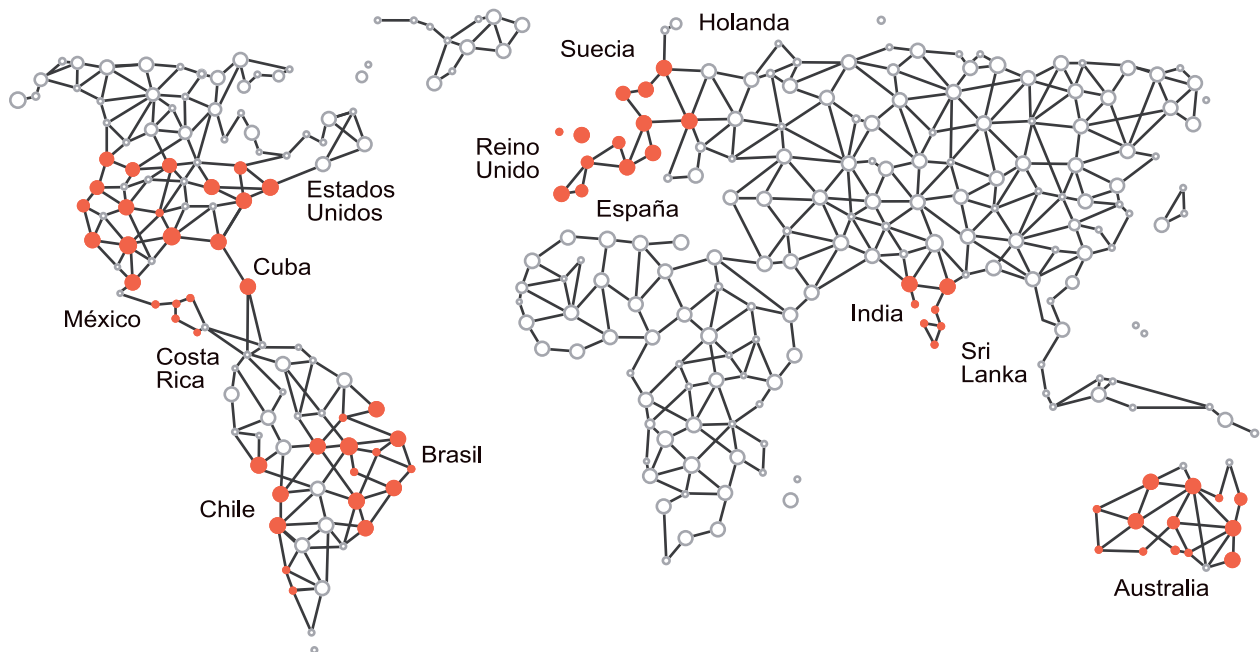 Holanda
Suecia
Reino
Unido
Estados
Unidos
España
Cuba
México
India
Costa
Rica
Sri
Lanka
Brasil
Chile
Australia